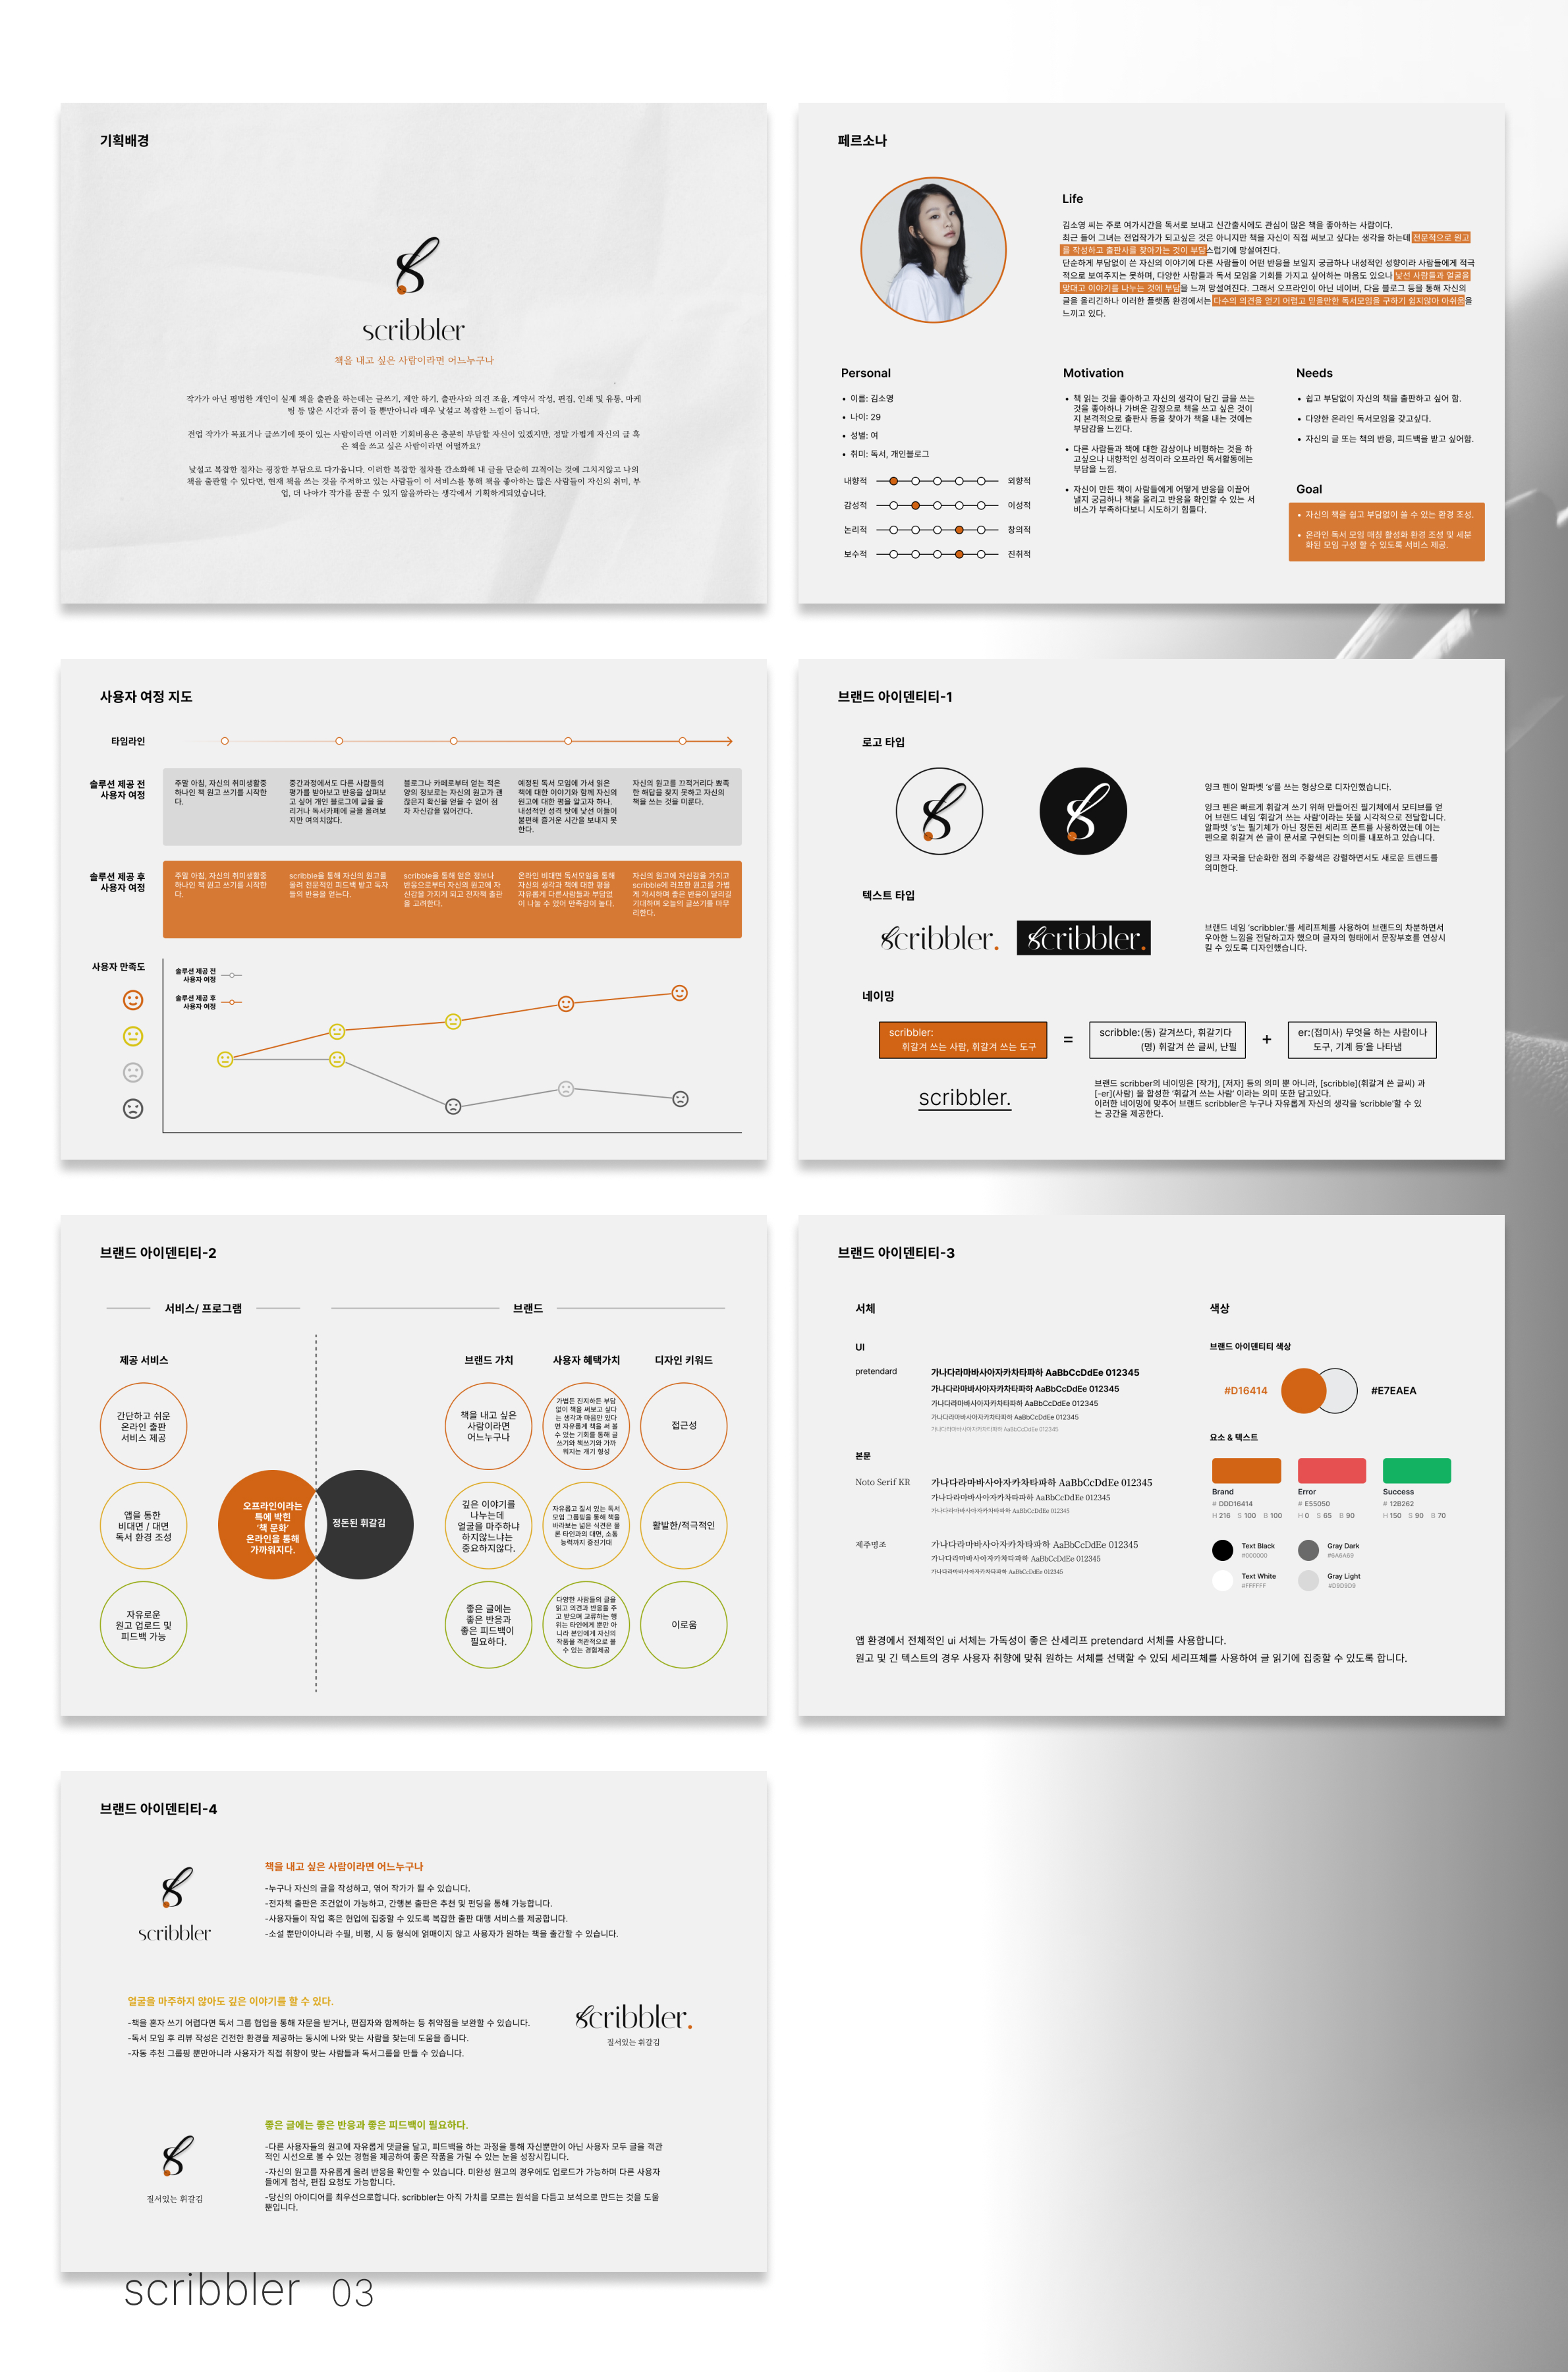 기획배경
scribbler
책을 내고 싶은 사람이라면 어느누구나
작가가 아닌 평범한 개인이 실제 책을 출판을 하는데는 글쓰기, 제안 하기, 출판사와 의견 조율, 계약서 작성, 편집, 인쇄 및 유통, 마케
팅 등 많은 시간과 품이 들 뿐만아니라 매우 낯설고 복잡한 느낌이 듭니다.
전업 작가가 목표거나 글쓰기에 뜻이 있는 사람이라면 이러한 기회비용은 충분히 부담할 자신이 있겠지만, 정말 가볍게 자신의 글 혹
은 책을 쓰고 싶은 사람이라면 어떨까요?
낯설고 복잡한 절차는 굉장한 부담으로 다가옵니다. 이러한 복잡한 절차를 간소화해 내 글을 단순히 끄적이는 것에 그치지않고 나의
책을 출판할 수 있다면, 현재 책을 쓰는 것을 주저하고 있는 사람들이 이 서비스를 통해 책을 좋아하는 많은 사람들이 자신의 취미, 부
업, 더 나아가 작가를 꿈꿀 수 있지 않을까라는 생각에서 기획하게되었습니다.
페르소나
Life
김소영 씨는 주로 여가시간을 독서로 보내고 신간출시에도 관심이 많은 책을 좋아하는 사람이다.
최근 들어 그녀는 전업작가가 되고싶은 것은 아니지만 책을 자신이 직접 써보고 싶다는 생각을 하는데 전문적으로 원고
를 작성하고 출판사를 찾아가는 것이 부담스럽기에 망설여진다.
단순하게 부담없이 쓴 자신의 이야기에 다른 사람들이 어떤 반응을 보일지 궁금하나 내성적인 성향이라 사람들에게 적극
적으로 보여주지는 못하며, 다양한 사람들과 독서 모임을 기회를 가지고 싶어하는 마음도 있으나 낯선 사람들과 얼굴을
맞대고 이야기를 나누는 것에 부담을 느껴 망설여진다. 그래서 오프라인이 아닌 네이버, 다음 블로그 등을 통해 자신의
글을 올리긴하나 이러한 플랫폼 환경에서는 다수의 의견을 얻기 어렵고 믿을만한 독서모임을 구하기 쉽지않아 아쉬움을
느끼고 있다.
Personal
• 이름: 김소영
• 나이: 29
• 성별: 여
• 취미: 독서, 개인블로그
내향적 외향적
감성적 이성적
논리적 창의적
보수적 진취적
Motivation
• 책 읽는 것을 좋아하고 자신의 생각이 담긴 글을 쓰는
것을 좋아하나 가벼운 감정으로 책을 쓰고 싶은 것이
지 본격적으로 출판사 등을 찾아가 책을 내는 것에는
부담감을 느낀다.
• 다른 사람들과 책에 대한 감상이나 비평하는 것을 하
고싶으나 내향적인 성격이라 오프라인 독서활동에는
부담을 느낌.
• 자신이 만든 책이 사람들에게 어떻게 반응을 이끌어
낼지 궁금하나 책을 올리고 반응을 확인할 수 있는 서
비스가 부족하다보니 시도하기 힘들다.
Needs
• 쉽고 부담없이 자신의 책을 출판하고 싶어 함.
• 다양한 온라인 독서모임을 갖고싶다.
• 자신의 글 또는 책의 반응, 피드백을 받고 싶어함.
Goal
• 자신의 책을 쉽고 부담없이 쓸 수 있는 환경 조성.
• 온라인 독서 모임 매칭 활성화 환경 조성 및 세분
화된 모임 구성 할 수 있도록 서비스 제공.
사용자 여정 지도
타임라인
솔루션 제공 전
사용자 여정
주말 아침, 자신의 취미생활중
하나인 책 원고 쓰기를 시작한
다.
중간과정에서도 다른 사람들의
평가를 받아보고 반응을 살펴보
고 싶어 개인 블로그에 글을 올
리거나 독서카페에 글을 올려보
지만 여의치않다.
블로그나 카페로부터 얻는 적은
양의 정보로는 자신의 원고가 괜
찮은지 확신을 얻을 수 없어 점
차 자신감을 잃어간다.
예정된 독서 모임에 가서 읽은
책에 대한 이야기와 함께 자신의
원고에 대한 평을 알고자 하나.
내성적인 성격 탓에 낯선 이들이
불편해 즐거운 시간을 보내지 못
한다.
자신의 원고를 끄적거리다 뾰족
한 해답을 찾지 못하고 자신의
책을 쓰는 것을 미룬다.
솔루션 제공 후
사용자 여정
주말 아침, 자신의 취미생활중
하나인 책 원고 쓰기를 시작한
다.
scribble을 통해 자신의 원고를
올려 전문적인 피드백 받고 독자
들의 반응을 얻는다.
scribble을 통해 얻은 정보나
반응으로부터 자신의 원고에 자
신감을 가지게 되고 전자책 출판
을 고려한다.
온라인 비대면 독서모임을 통해
자신의 생각과 책에 대한 평을
자유롭게 다른사람들과 부담없
이 나눌 수 있어 만족감이 높다.
자신의 원고에 자신감을 가지고
scribble에 러프한 원고를 가볍
게 개시하며 좋은 반응이 달리길
기대하며 오늘의 글쓰기를 마무
리한다.
사용자 만족도
솔루션 제공 전
사용자 여정
솔루션 제공 후
사용자 여정
브랜드 아이덴티티-1
로고 타입
잉크 펜이 알파벳 ‘s’를 쓰는 형상으로 디자인했습니다.
잉크 펜은 빠르게 휘갈겨 쓰기 위해 만들어진 필기체에서 모티브를 얻
어 브랜드 네임 ‘휘갈겨 쓰는 사람’이라는 뜻을 시각적으로 전달합니다.
알파벳 ‘s’는 필기체가 아닌 정돈된 세리프 폰트를 사용하였는데 이는
펜으로 휘갈겨 쓴 글이 문서로 구현되는 의미를 내포하고 있습니다.
잉크 자국을 단순화한 점의 주황색은 강렬하면서도 새로운 트렌드를
의미한다.
텍스트 타입
scribbler.
scribbler.
브랜드 네임 ‘scribbler.’를 세리프체를 사용하여 브랜드의 차분하면서
우아한 느낌을 전달하고자 했으며 글자의 형태에서 문장부호를 연상시
킬 수 있도록 디자인했습니다.
네이밍
scribbler:
휘갈겨 쓰는 사람, 휘갈겨 쓰는 도구
=
scribble:(동) 갈겨쓰다, 휘갈기다
(명) 휘갈겨 쓴 글씨, 난필
+
er:(접미사) 무엇을 하는 사람이나
도구, 기계 등’을 나타냄
scribbler.
브랜드 scribber의 네이밍은 [작가], [저자] 등의 의미 뿐 아니라, [scribble](휘갈겨 쓴 글씨) 과
[-er](사람) 을 합성한 ‘휘갈겨 쓰는 사람’ 이라는 의미 또한 담고있다.
이러한 네이밍에 맞추어 브랜드 scribbler은 누구나 자유롭게 자신의 생각을 ’scribble’할 수 있
는 공간을 제공한다.
브랜드 아이덴티티-2
서비스/ 프로그램
브랜드
제공 서비스
브랜드 가치
사용자 혜택가치
디자인 키워드
간단하고 쉬운
온라인 출판
서비스 제공
책을 내고 싶은
사람이라면
어느누구나
가볍든 진지하든 부담
없이 책을 써보고 싶다
는 생각과 마음만 있다
면 자유롭게 책을 써 볼
수 있는 기회를 통해 글
쓰기와 책쓰기와 가까
워지는 계기 형성
접근성
앱을 통한
비대면 / 대면
독서 환경 조성
오프라인이라는
특에 박힌
‘책 문화’
온라인을 통해
가까워지다.
정돈된 휘갈김
깊은 이야기를
나누는데
얼굴을 마주하냐
하지않느냐는
중요하지않다.
자유롭고 질서 있는 독서
모임 그룹핑을 통해 책을
바라보는 넓은 식견은 물
론 타인과의 대면, 소통
능력까지 증진기대
활발한/적극적인
자유로운
원고 업로드 및
피드백 가능
좋은 글에는
좋은 반응과
좋은 피드백이
필요하다.
다양한 사람들의 글을
읽고 의견과 반응을 주
고 받으며 교류하는 행
위는 타인에게 뿐만 아
니라 본인에게 자신의
작품을 객관적으로 볼
수 있는 경험제공
이로움
브랜드 아이덴티티-3
서체
UI
pretendard
가나다라마바사아자카차타파하 AaBbCcDdEe 012345
가나다라마바사아자카차타파하 AaBbCcDdEe 012345
가나다라마바사아자카차타파하 AaBbCcDdEe 012345
가나다라마바사아자카차타파하 AaBbCcDdEe 012345
가나다라마바사아자카차타파하 AaBbCcDdEe 012345
본문
Noto Serif KR
가나다라마바사아자카차타파하 AaBbCcDdEe 012345
가나다라마바사아자카차타파하 AaBbCcDdEe 012345
가나다라마바사아자카차타파하 AaBbCcDdEe 012345
제주명조
가나다라마바사아자카차타파하 AaBbCcDdEe 012345
가나다라마바사아자카차타파하 AaBbCcDdEe 012345
가나다라마바사아자카차타파하 AaBbCcDdEe 012345
색상
브랜드 아이덴티티 색상
#D16414
#E7EAEA
요소 & 텍스트
Brand
# DDD16414
H 216 S 100 B 100
Error
# E55050
H 0 S 65 B 90
Success
# 12B262
H 150 S 90 B 70
Text Black
#000000
Gray Dark
#6A6A69
Text White
#FFFFFF
Gray Light
#D9D9D9
앱 환경에서 전체적인 ui 서체는 가독성이 좋은 산세리프 pretendard 서체를 사용합니다.
원고 및 긴 텍스트의 경우 사용자 취향에 맞춰 원하는 서체를 선택할 수 있되 세리프체를 사용하여 글 읽기에 집중할 수 있도록 합니다.
브랜드 아이덴티티-4
scribbler
책을 내고 싶은 사람이라면 어느누구나
-누구나 자신의 글을 작성하고, 엮어 작가가 될 수 있습니다.
-전자책 출판은 조건없이 가능하고, 간행본 출판은 추천 및 펀딩을 통해 가능합니다.
-사용자들이 작업 혹은 현업에 집중할 수 있도록 복잡한 출판 대행 서비스를 제공합니다.
-소설 뿐만이아니라 수필, 비평, 시 등 형식에 얽매이지 않고 사용자가 원하는 책을 출간할 수 있습니다.
얼굴을 마주하지 않아도 깊은 이야기를 할 수 있다.
-책을 혼자 쓰기 어렵다면 독서 그룹 협업을 통해 자문을 받거나, 편집자와 함께하는 등 취약점을 보완할 수 있습니다.
-독서 모임 후 리뷰 작성은 건전한 환경을 제공하는 동시에 나와 맞는 사람을 찾는데 도움을 줍니다.
-자동 추천 그룹핑 뿐만아니라 사용자가 직접 취향이 맞는 사람들과 독서그룹을 만들 수 있습니다.
scribbler.
질서있는 휘갈김
좋은 글에는 좋은 반응과 좋은 피드백이 필요하다.
-다른 사용자들의 원고에 자유롭게 댓글을 달고, 피드백을 하는 과정을 통해 자신뿐만이 아닌 사용자 모두 글을 객관
적인 시선으로 볼 수 있는 경험을 제공하여 좋은 작품을 가릴 수 있는 눈을 성장시킵니다.
-자신의 원고를 자유롭게 올려 반응을 확인할 수 있습니다. 미완성 원고의 경우에도 업로드가 가능하며 다른 사용자
들에게 첨삭, 편집 요청도 가능합니다.
-당신의 아이디어를 최우선으로합니다. scribbler는 아직 가치를 모르는 원석을 다듬고 보석으로 만드는 것을 도울
뿐입니다.
질서있는 휘갈김
scribbler 03